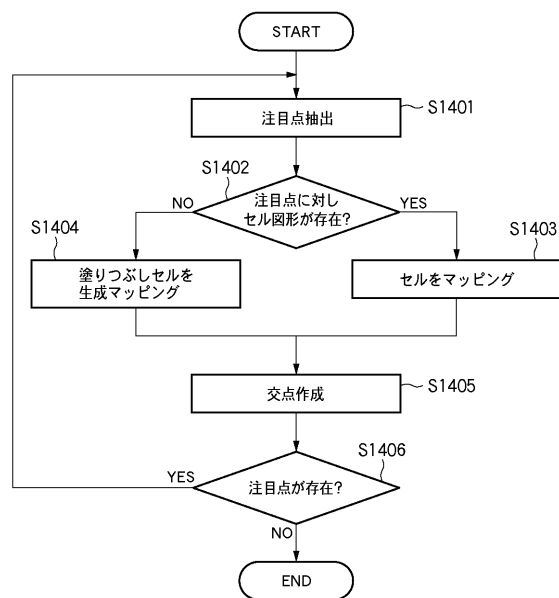 START
注目点抽出
S1401
S1402
注目点に対し
セル図形が存在?
NO
YES
S1404
S1403
塗りつぶしセルを
生成マッピング
セルをマッピング
交点作成
S1405
S1406
YES
注目点が存在?
NO
END